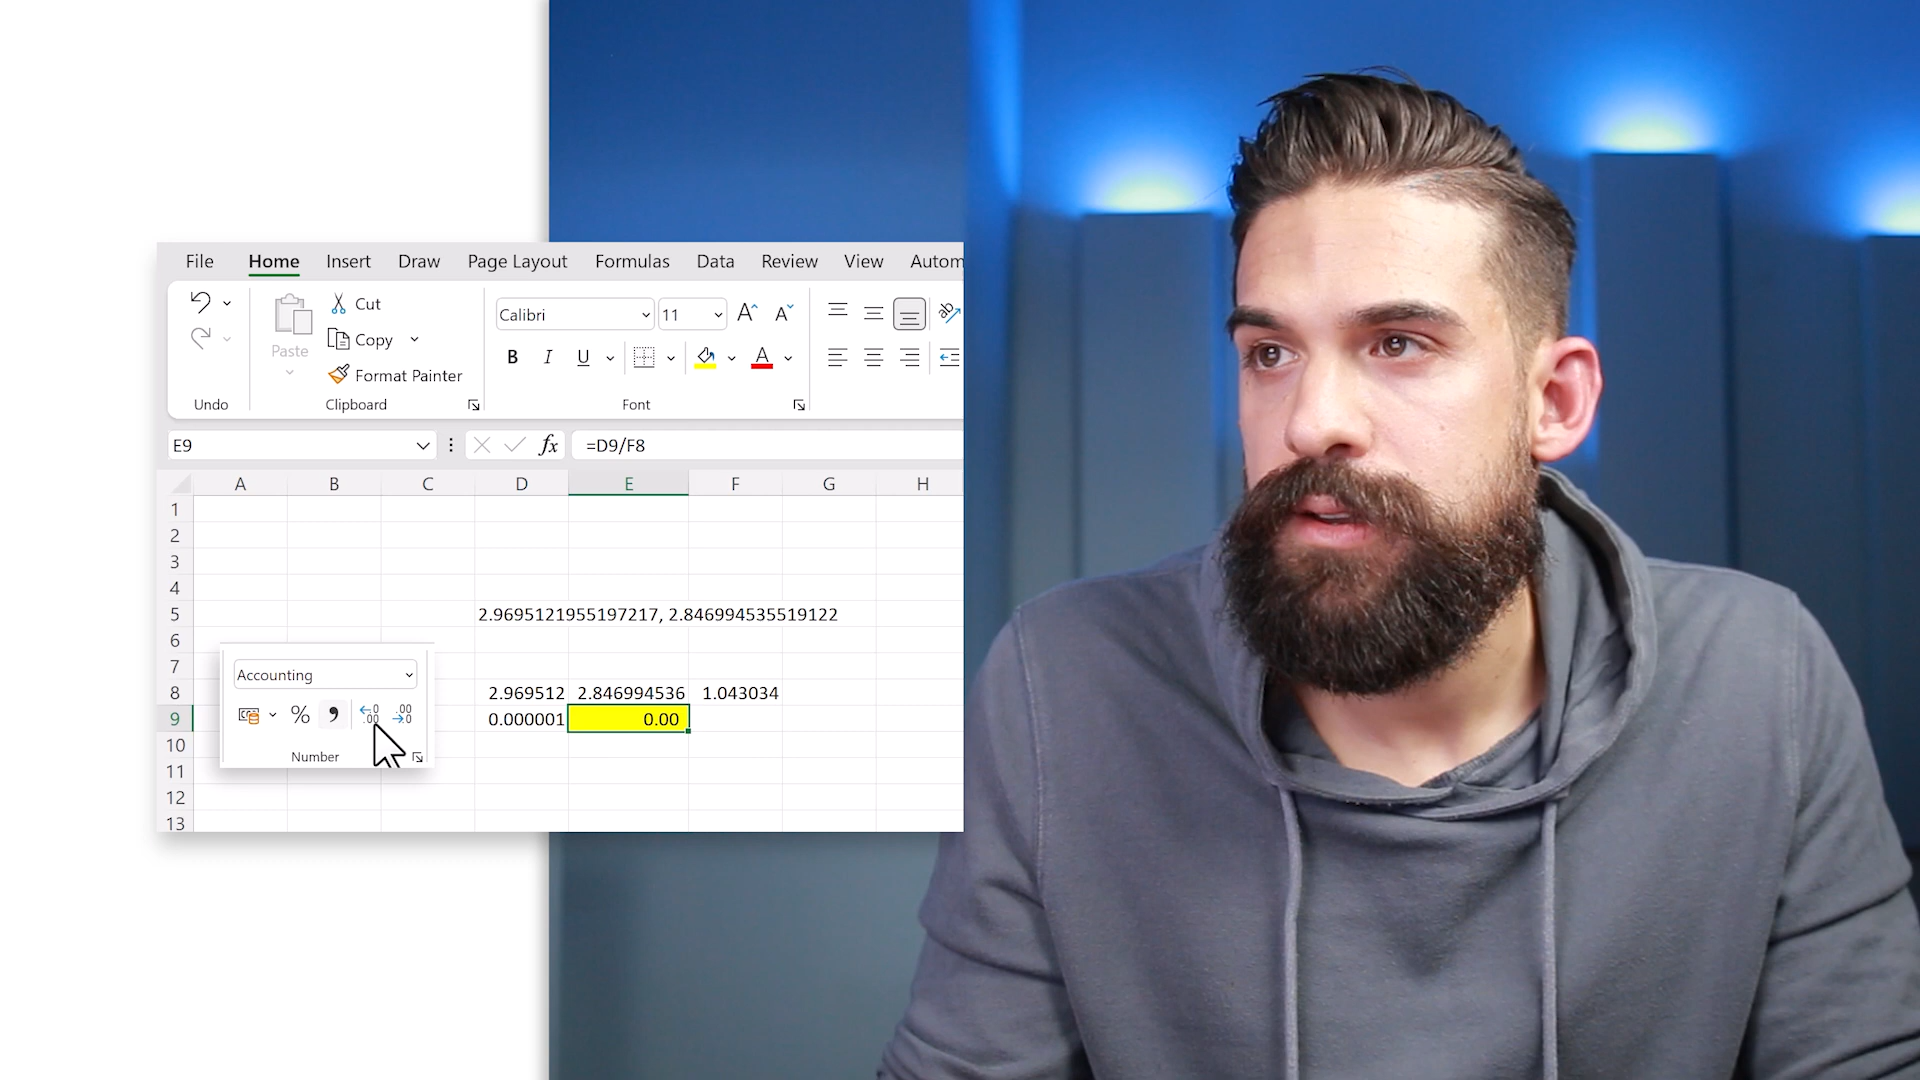 File Home Insert Draw Page Layout Formulas Data Review View Autom
Cut
Calibri 11
Copy
Paste
B I U A
Format Painter
Undo Clipboard Font
E9 fx =D9/F8
A B C D E F G H
1
2
3
4
5 2.9695121955197217, 2.846994535519122
6
7
Accounting
8 2.969512 2.846994536 1.043034
% , .00 .00
9 0.000001 0.00
10
Number
11
12
13